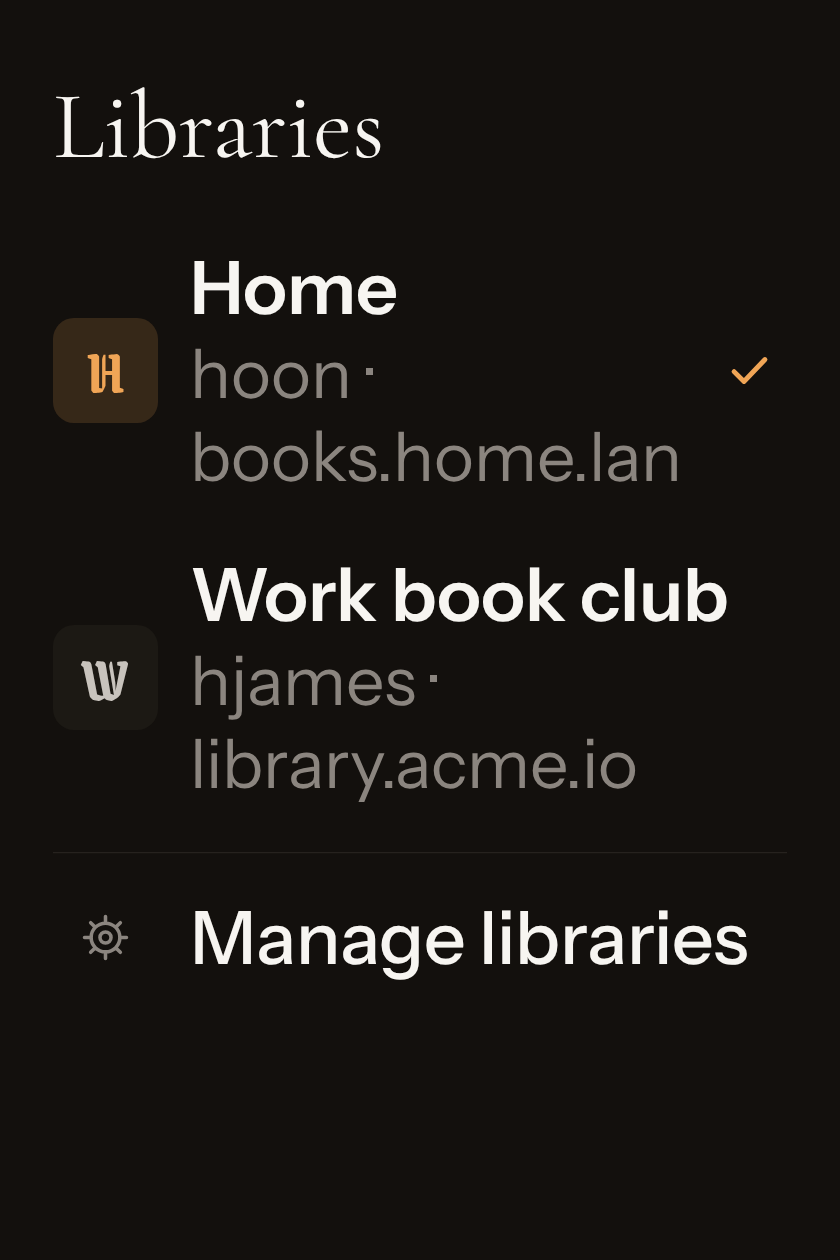 Libraries
Home
H
hoon ·
books.home.lan
Work book club
W
hjames ·
library.acme.io
Manage libraries